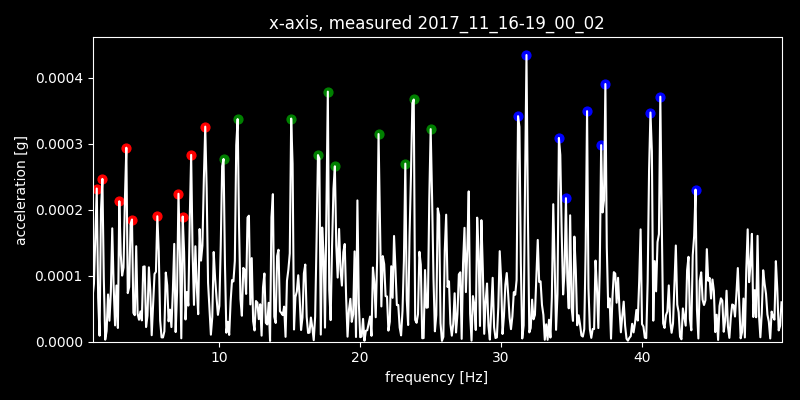 x-axis, measured 2017_11_16-19_00_02
0.0004
0.0003
0.0002
0.0001
0.0000
acceleration [g]
10 20 30 40
frequency [Hz]